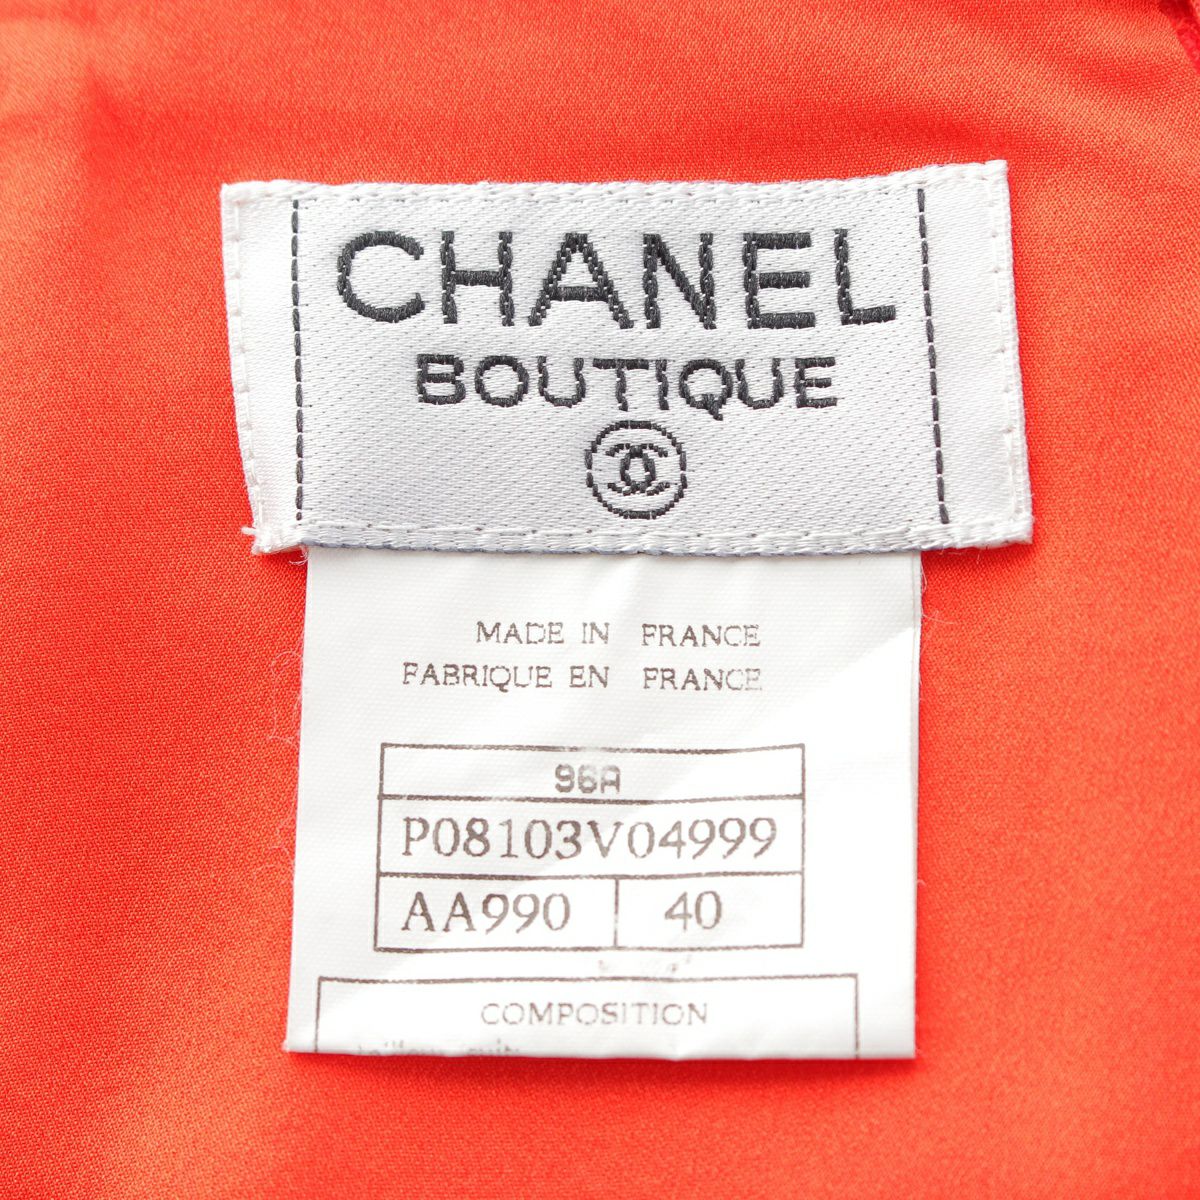 CHANEL
BOUTIQUE
MADE IN FRANCE
FABRIQUE EN FRANCE
96A
P08103V04999
AA990 40
COMPOSITION